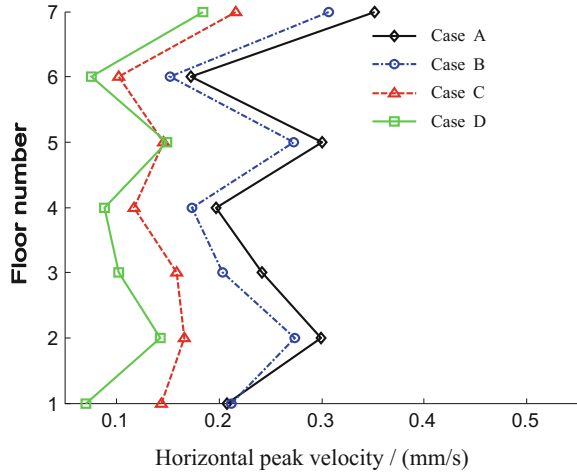 7
6
5
4
3
2
1
Floor number
0.1 0.2 0.3 0.4 0.5
Horizontal peak velocity / (mm/s)
Case A
Case B
Case C
Case D